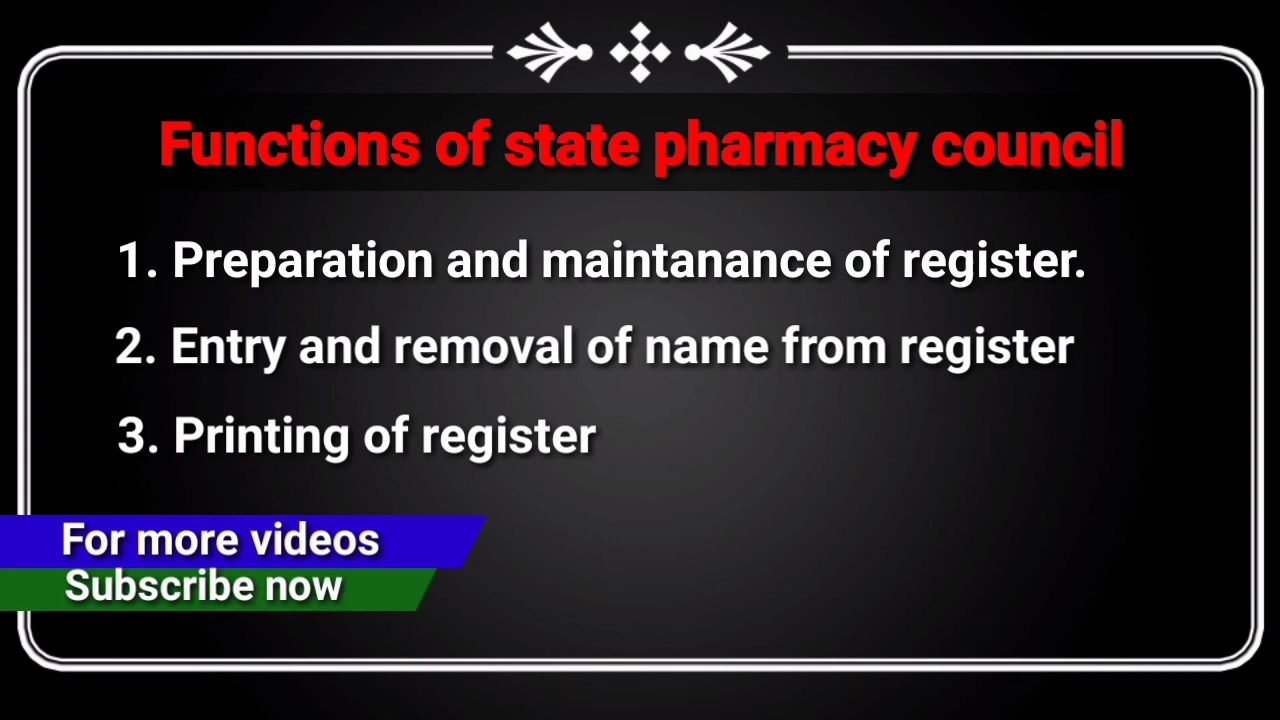 Functions of state pharmacy council
1. Preparation and maintanance of register.
2. Entry and removal of name from register
3. Printing of register
For more videos
Subscribe now